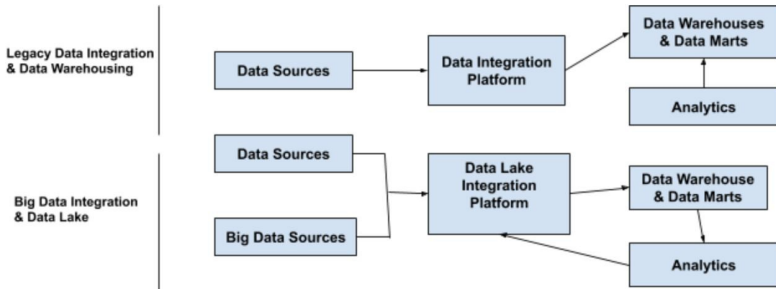 Legacy Data Integration
& Data Warehousing
Data Sources
Data Integration
Platform
Data Warehouses
& Data Marts
Analytics
Big Data Integration
& Data Lake
Data Sources
Big Data Sources
Data Lake
Integration
Platform
Data Warehouse
& Data Marts
Analytics